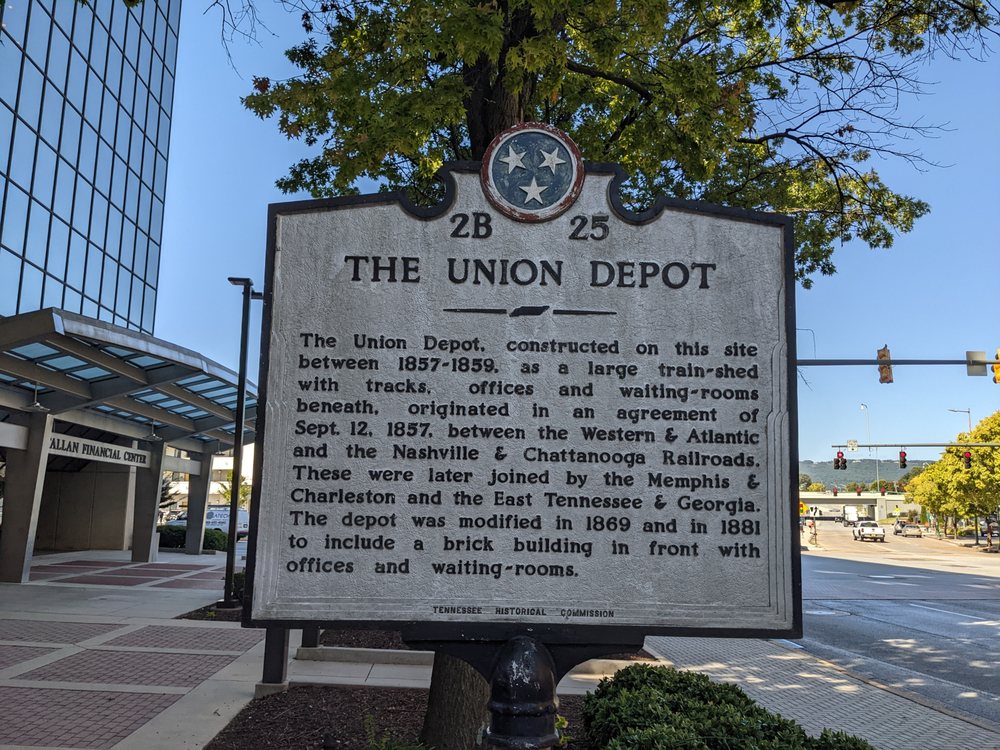 2B 25
THE UNION DEPOT
The Union Depot, constructed on this site
between 1857-1859, as a large train-shed
with tracks, offices and waiting-rooms
beneath, originated in an agreement of
Sept. 12, 1857, between the Western & Atlantic
and the Nashville & Chattanooga Railroads.
These were later joined by the Memphis &
Charleston and the East Tennessee & Georgia.
The depot was modified in 1869 and in 1881
to include a brick building in front with
offices and waiting-rooms.
TENNESSEE HISTORICAL COMMISSION
FINANCIAL CENTER